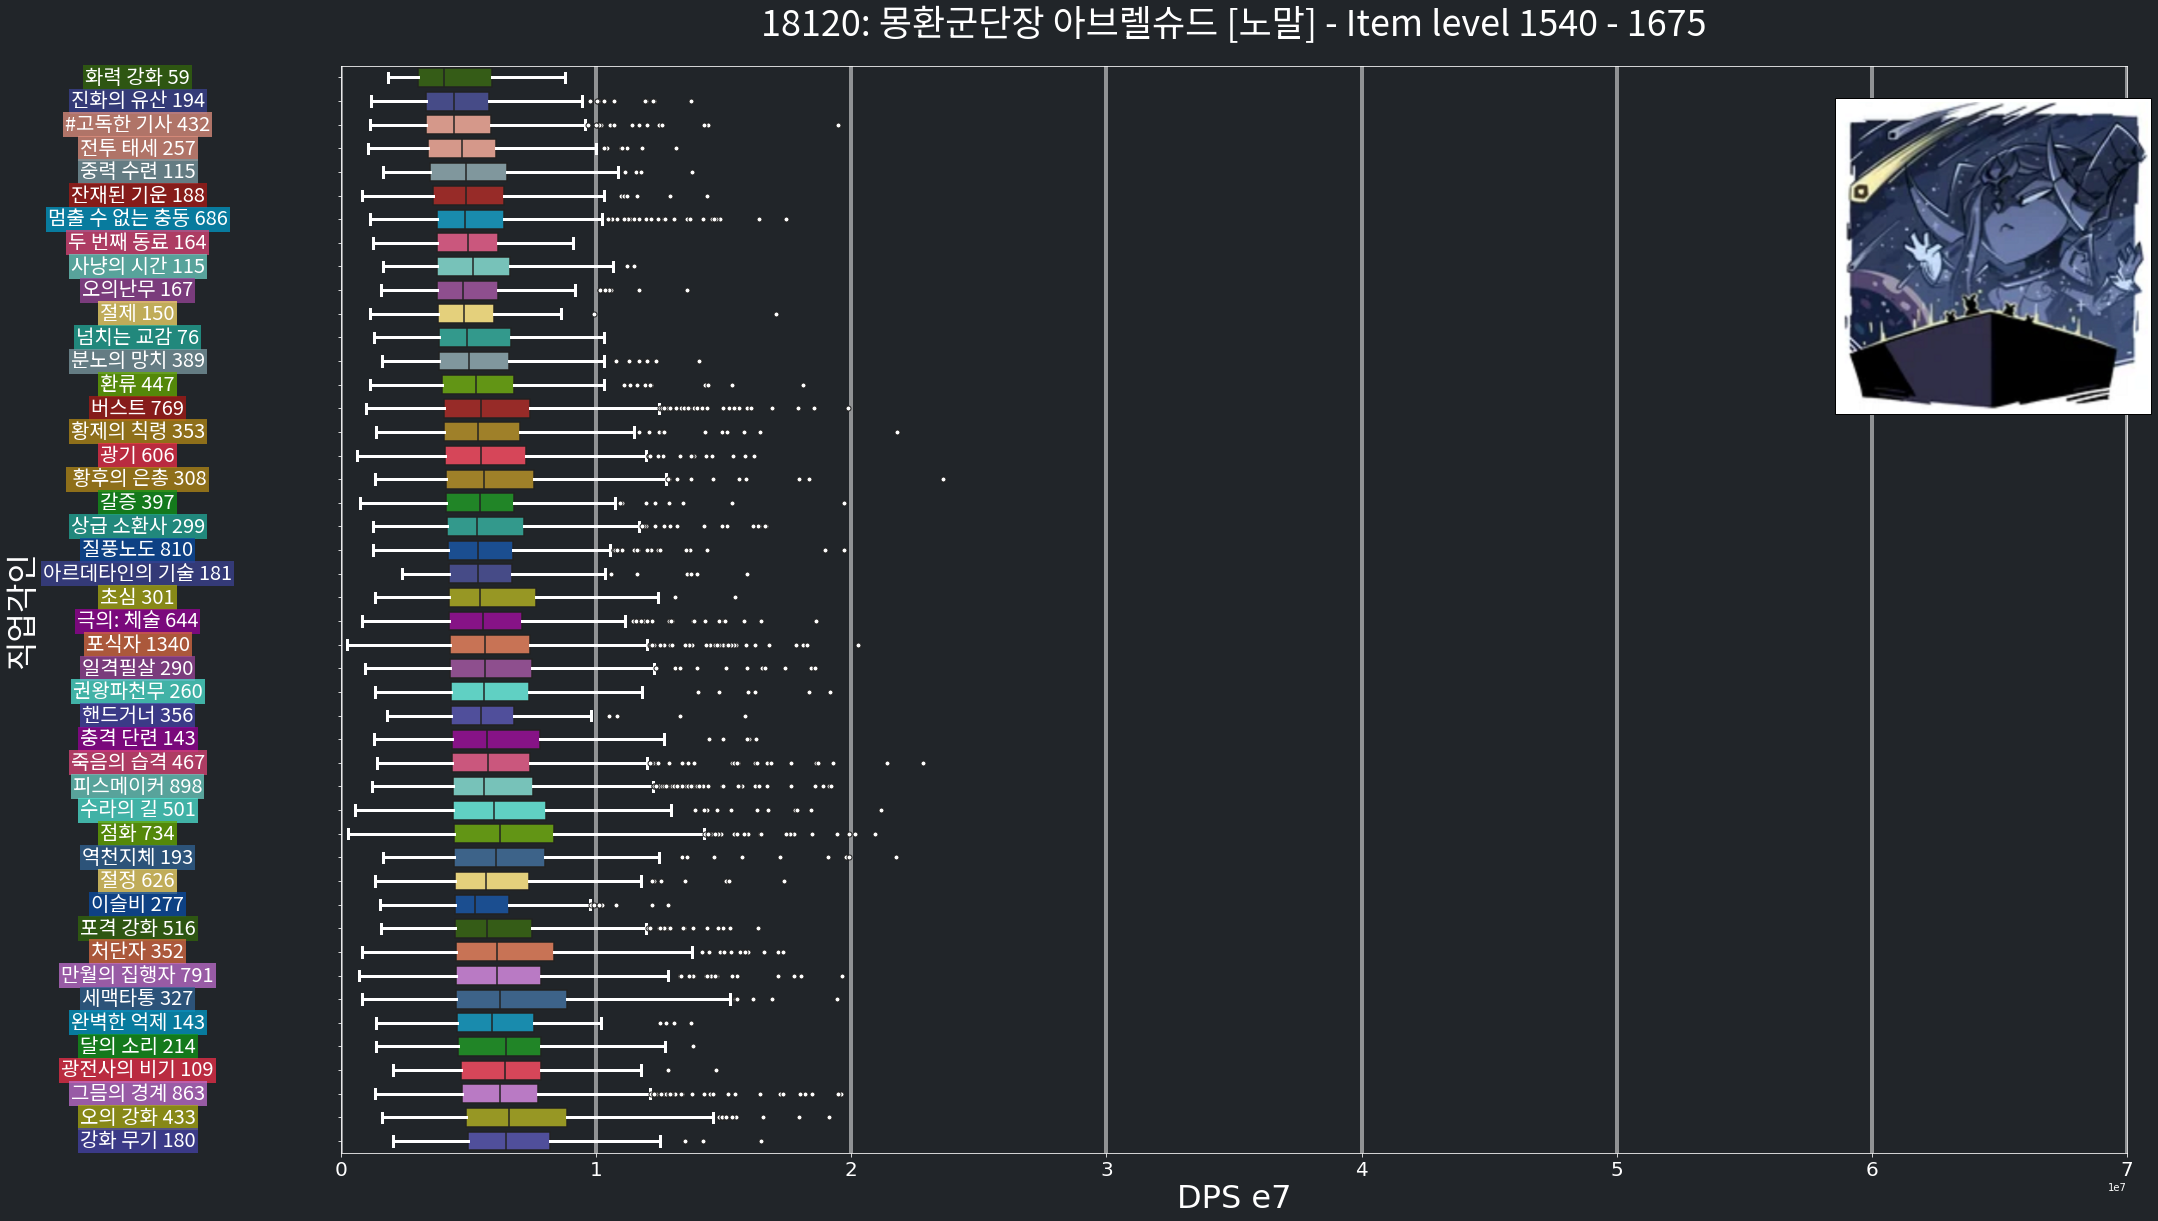 18120: 몽환군단장 아브렐슈드 [노말] - Item level 1540 - 1675
화력 강화 59
진화의 유산 194
#고독한 기사 432
전투 태세 257
중력 수련 115
잔재된 기운 188
멈출 수 없는 충동 686
두 번째 동료 164
사냥의 시간 115
오의난무 167
절제 150
넘치는 교감 76
분노의 망치 389
환류 447
버스트 769
황제의 칙령 353
광기 606
황후의 은총 308
갈증 397
상급 소환사 299
질풍노도 810
아르데타인의 기술 181
초심 301
극의: 체술 644
포식자 1340
일격필살 290
권왕파천무 260
핸드거너 356
충격 단련 143
죽음의 습격 467
피스메이커 898
수라의 길 501
점화 734
역천지체 193
절정 626
이슬비 277
포격 강화 516
처단자 352
만월의 집행자 791
세맥타통 327
완벽한 억제 143
달의 소리 214
광전사의 비기 109
그믐의 경계 863
오의 강화 433
강화 무기 180
직업각인
0 1 2 3 4 5 6 7
1e7
DPS e7